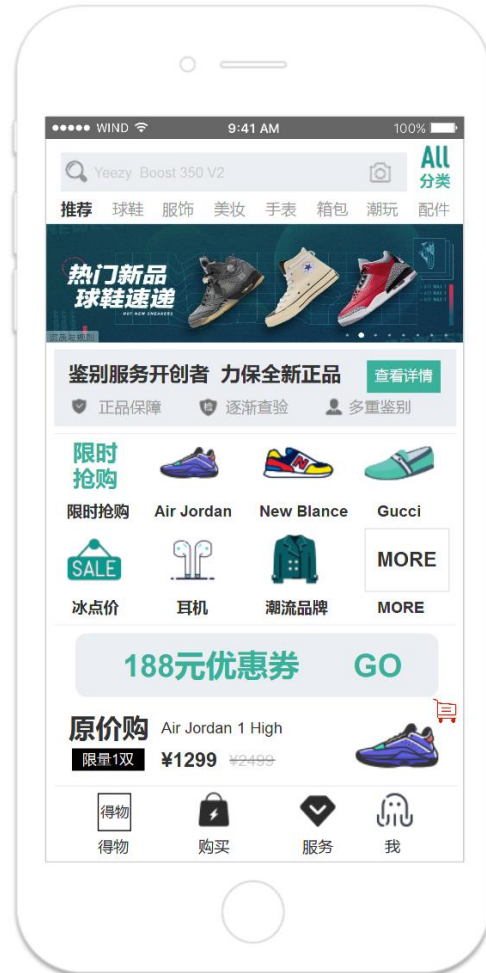 WIND 9:41 AM 100%
Yeezy Boost 350 V2
All
分类
推荐 球鞋 服饰 美妆 手表 箱包 潮玩 配件
热门新品
球鞋速递
HOT NEW SNEAKERS
鉴别服务开创者 力保全新正品 查看详情
正品保障 逐渐查验 多重鉴别
限时
抢购
限时抢购 Air Jordan New Blance Gucci
SALE
MORE
冰点价 耳机 潮流品牌 MORE
188元优惠券 GO
原价购 Air Jordan 1 High
限量1双 ¥1299 ¥2499
得物
得物 购买 服务 我